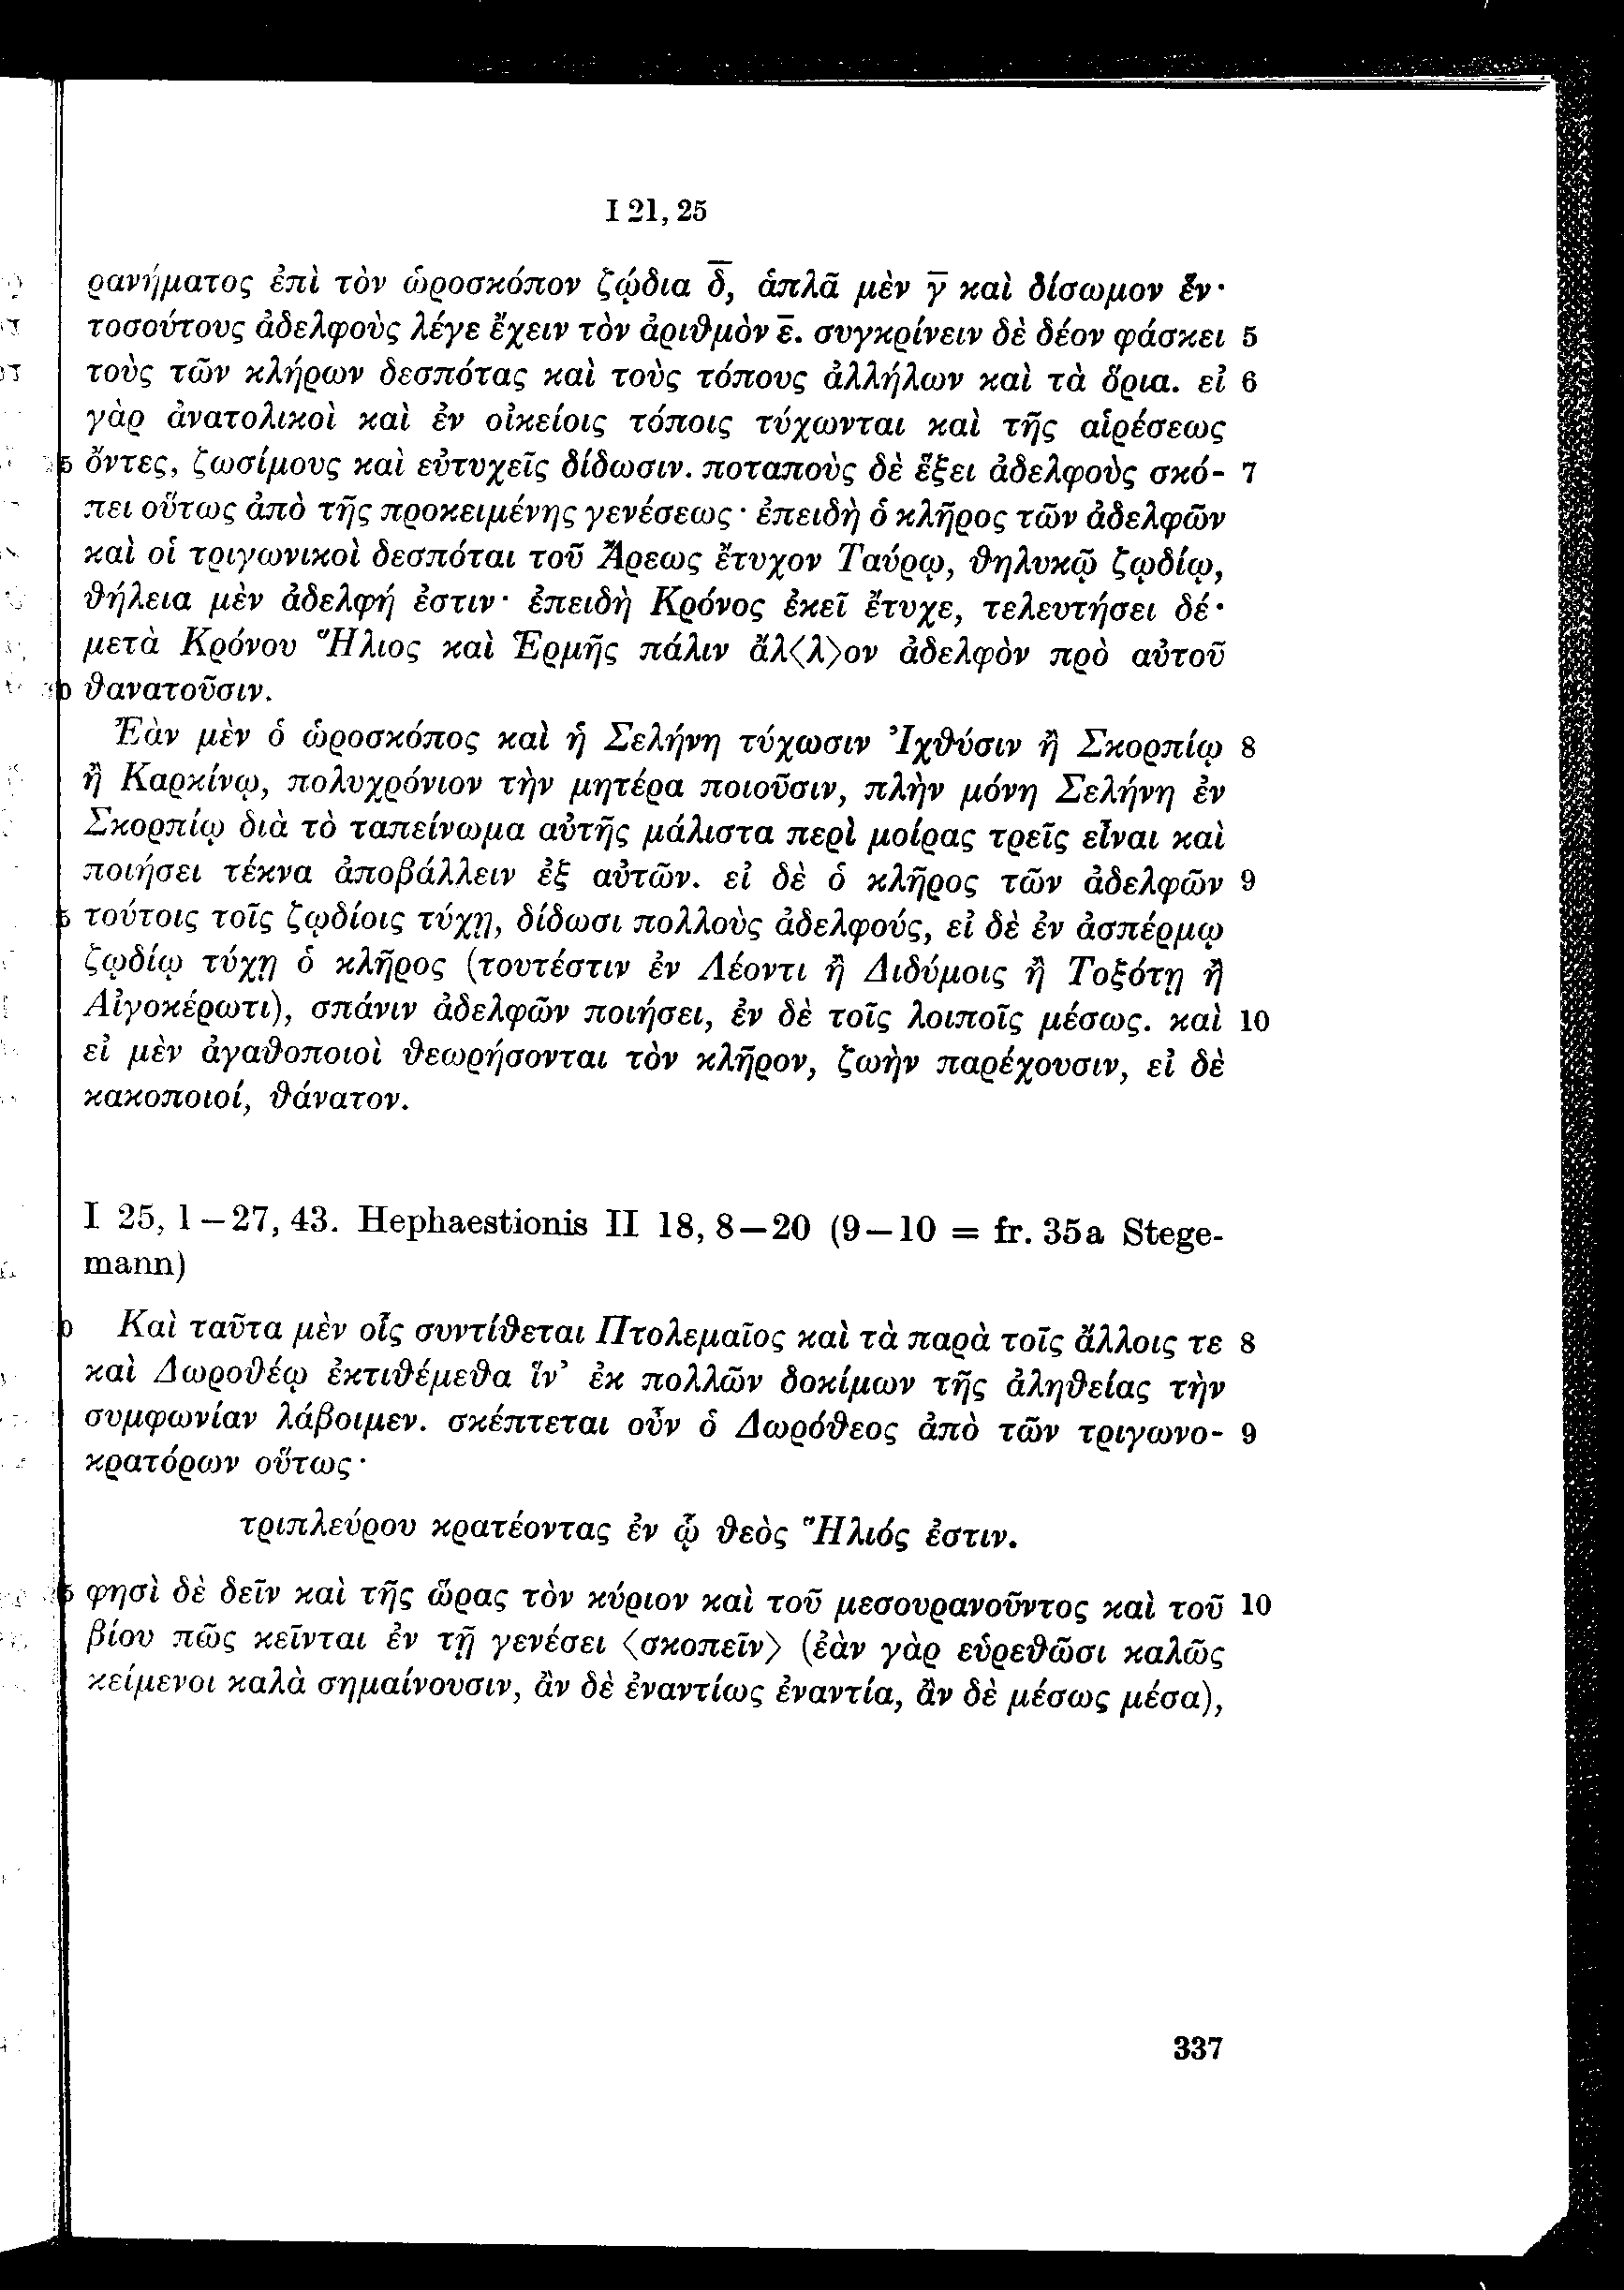 I 21, 25
ρανήματος ἐπὶ τὸν ὡροσκόπον ζῴδια δ̅, ἁπλᾶ μὲν γ̅ καὶ δίσωμον ἕν·
τοσούτους ἀδελφοὺς λέγε ἔχειν τὸν ἀριθμὸν ε̅. συγκρίνειν δὲ δέον φάσκει 5
τοὺς τῶν κλήρων δεσπότας καὶ τοὺς τόπους ἀλλήλων καὶ τὰ ὅρια. εἰ 6
γὰρ ἀνατολικοὶ καὶ ἐν οἰκείοις τόποις τύχωνται καὶ τῆς αἱρέσεως
5 ὄντες, ζωσίμους καὶ εὐτυχεῖς δίδωσιν. ποταποὺς δὲ ἕξει ἀδελφοὺς σκό- 7
πει οὕτως ἀπὸ τῆς προκειμένης γενέσεως· ἐπειδὴ ὁ κλῆρος τῶν ἀδελφῶν
καὶ οἱ τριγωνικοὶ δεσπόται τοῦ Ἄρεως ἔτυχον Ταύρῳ, θηλυκῷ ζῳδίῳ,
θήλεια μὲν ἀδελφή ἐστιν· ἐπειδὴ Κρόνος ἐκεῖ ἔτυχε, τελευτήσει δέ·
μετὰ Κρόνου Ἥλιος καὶ Ἑρμῆς πάλιν ἄλ⟨λ⟩ον ἀδελφὸν πρὸ αὐτοῦ
θανατοῦσιν.
Ἐὰν μὲν ὁ ὡροσκόπος καὶ ἡ Σελήνη τύχωσιν Ἰχθύσιν ἢ Σκορπίῳ 8
ἢ Καρκίνῳ, πολυχρόνιον τὴν μητέρα ποιοῦσιν, πλὴν μόνη Σελήνη ἐν
Σκορπίῳ διὰ τὸ ταπείνωμα αὐτῆς μάλιστα περὶ μοίρας τρεῖς εἶναι καὶ
ποιήσει τέκνα ἀποβάλλειν ἐξ αὐτῶν. εἰ δὲ ὁ κλῆρος τῶν ἀδελφῶν 9
5 τούτοις τοῖς ζῳδίοις τύχῃ, δίδωσι πολλοὺς ἀδελφούς, εἰ δὲ ἐν ἀσπέρμῳ
ζῳδίῳ τύχῃ ὁ κλῆρος (τουτέστιν ἐν Λέοντι ἢ Διδύμοις ἢ Τοξότῃ ἢ
Αἰγοκέρωτι), σπάνιν ἀδελφῶν ποιήσει, ἐν δὲ τοῖς λοιποῖς μέσως. καὶ 10
εἰ μὲν ἀγαθοποιοὶ θεωρήσονται τὸν κλῆρον, ζωὴν παρέχουσιν, εἰ δὲ
κακοποιοί, θάνατον.
I 25, 1–27, 43. Hephaestionis II 18, 8–20 (9–10 = fr. 35a Stege-
mann)
Καὶ ταῦτα μὲν οἷς συντίθεται Πτολεμαῖος καὶ τὰ παρὰ τοῖς ἄλλοις τε 8
καὶ Δωροθέῳ ἐκτιθέμεθα ἵν’ ἐκ πολλῶν δοκίμων τῆς ἀληθείας τὴν
συμφωνίαν λάβοιμεν. σκέπτεται οὖν ὁ Δωρόθεος ἀπὸ τῶν τριγωνο- 9
κρατόρων οὕτως·
τριπλεύρου κρατέοντας ἐν ᾧ θεὸς Ἥλιός ἐστιν.
5 φησὶ δὲ δεῖν καὶ τῆς ὥρας τὸν κύριον καὶ τοῦ μεσουρανοῦντος καὶ τοῦ 10
βίου πῶς κεῖνται ἐν τῇ γενέσει ⟨σκοπεῖν⟩ (ἐὰν γὰρ εὑρεθῶσι καλῶς
κείμενοι καλὰ σημαίνουσιν, ἂν δὲ ἐναντίως ἐναντία, ἂν δὲ μέσως μέσα),
337